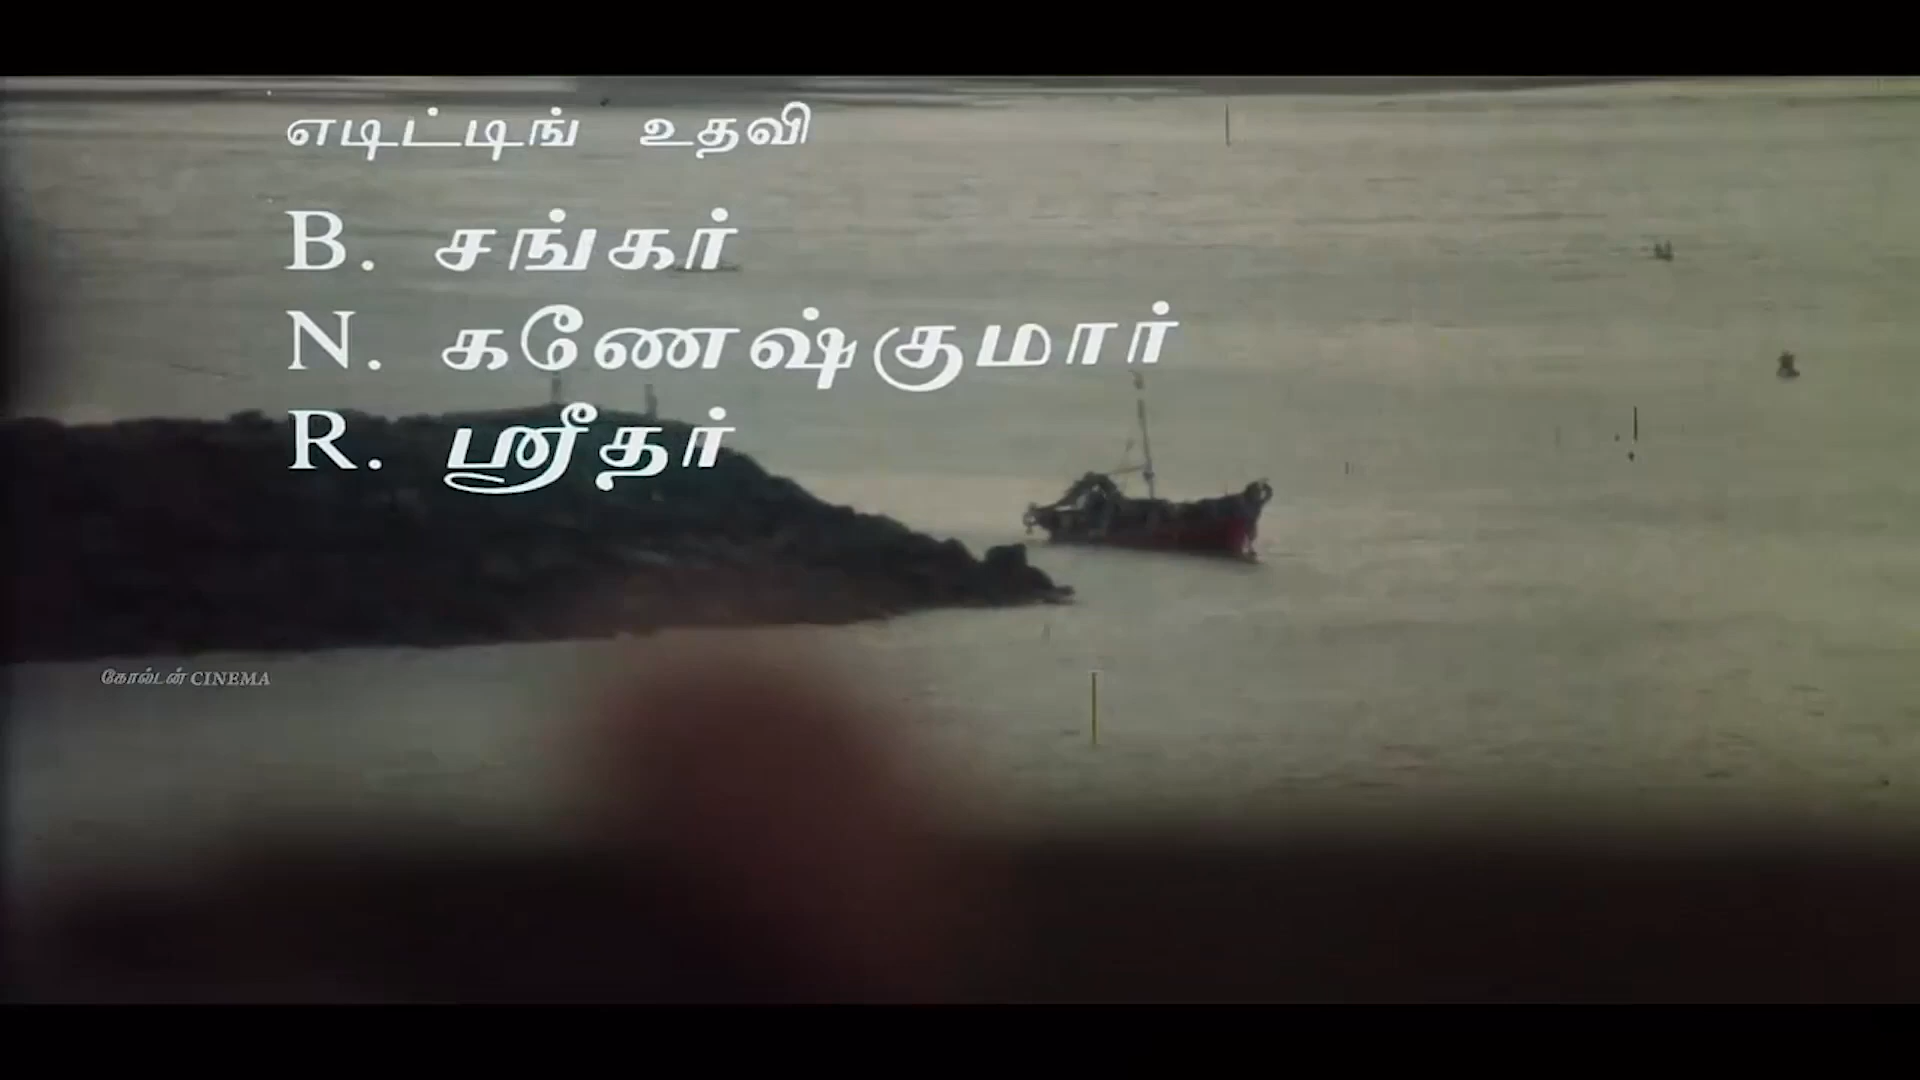 எடிட்டிங் உதவி
B. சங்கர்
N. கணேஷ்குமார்
R. ஸ்ரீதர்
கோல்டன் CINEMA